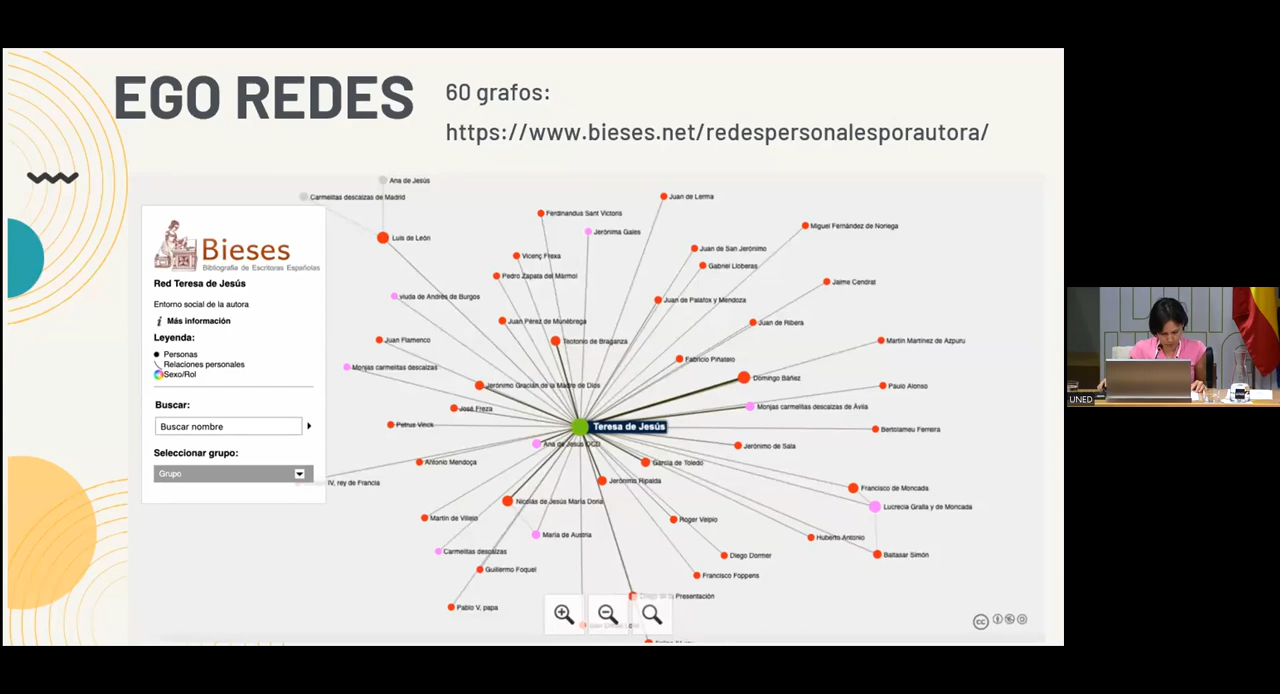 EGO REDES
60 grafos:
https://www.bieses.net/redespersonalesporautora/
Bieses
Bibliografía de Escritoras Españolas
Red Teresa de Jesús
Entorno social de la autora
i Más información
Leyenda:
Personas
Relaciones personales
Sexo/Rol
Buscar:
Buscar nombre
Seleccionar grupo:
Grupo
Ana de Jesús
Carmelitas descalzas de Madrid
Juan de Lerma
Ferdinandus Sant Victoris
Miguel Fernández de Noriega
Jerónima Gales
Luis de León
Juan de San Jerónimo
Vicenç Frexa
Gabriel Lloberas
Pedro Zapata del Mármol
Jaime Cendrat
viuda de Andrés de Burgos
Juan de Palafox y Mendoza
Juan Pérez de Munébrega
Juan de Ribera
Juan Flamenco
Teotonio de Braganza
Martín Martínez de Azpuru
Fabricio Piñatelo
Monjas carmelitas descalzas
Domingo Báñez
Jerónimo Gracián de la Madre de Dios
Paulo Alonso
José Freza
Monjas carmelitas descalzas de Ávila
Petrus Vinck
Teresa de Jesús
Bertolameu Ferreira
Ana de Jesús OCD
Jerónimo de Sala
Antonio Mendoça
García de Toledo
IV, rey de Francia
Jerónimo Ripalda
Francisco de Moncada
Nicolás de Jesús María Doria
Lucrecia Gralla y de Moncada
Martín de Villejo
Roger Velpio
María de Austria
Huberto Antonio
Carmelitas descalzas
Diego Dormer
Baltasar Simón
Guillermo Foquel
Francisco Foppens
de la Presentación
Pablo V, papa
cc
UNED